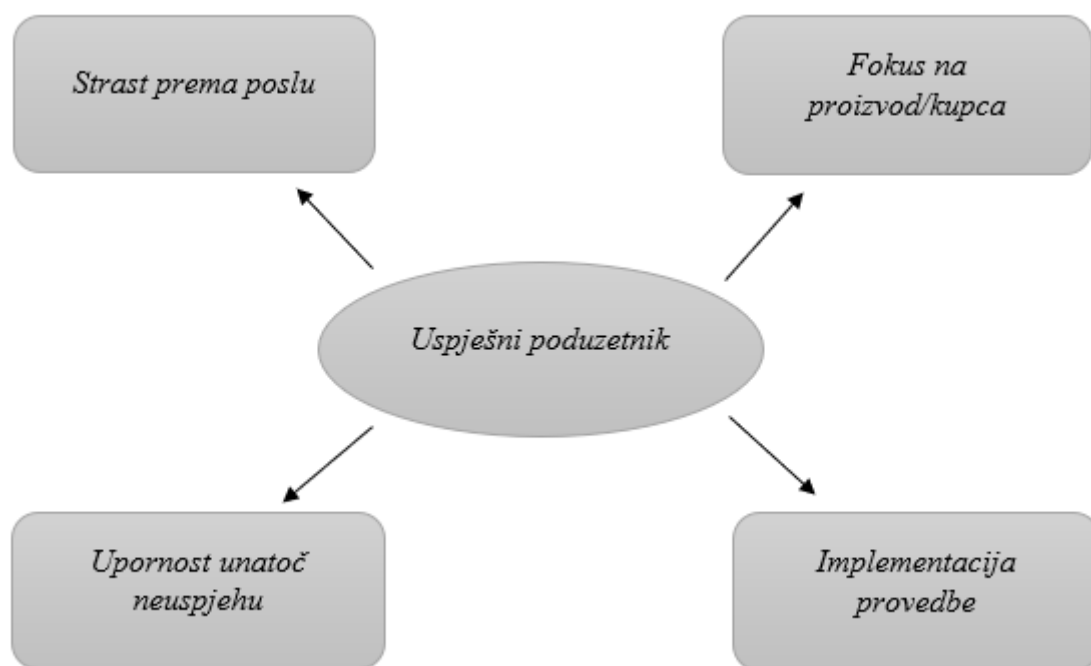 Strast prema poslu
Fokus na
proizvod/kupca
Uspješni poduzetnik
Upornost unatoč
neuspjehu
Implementacija
provedbe